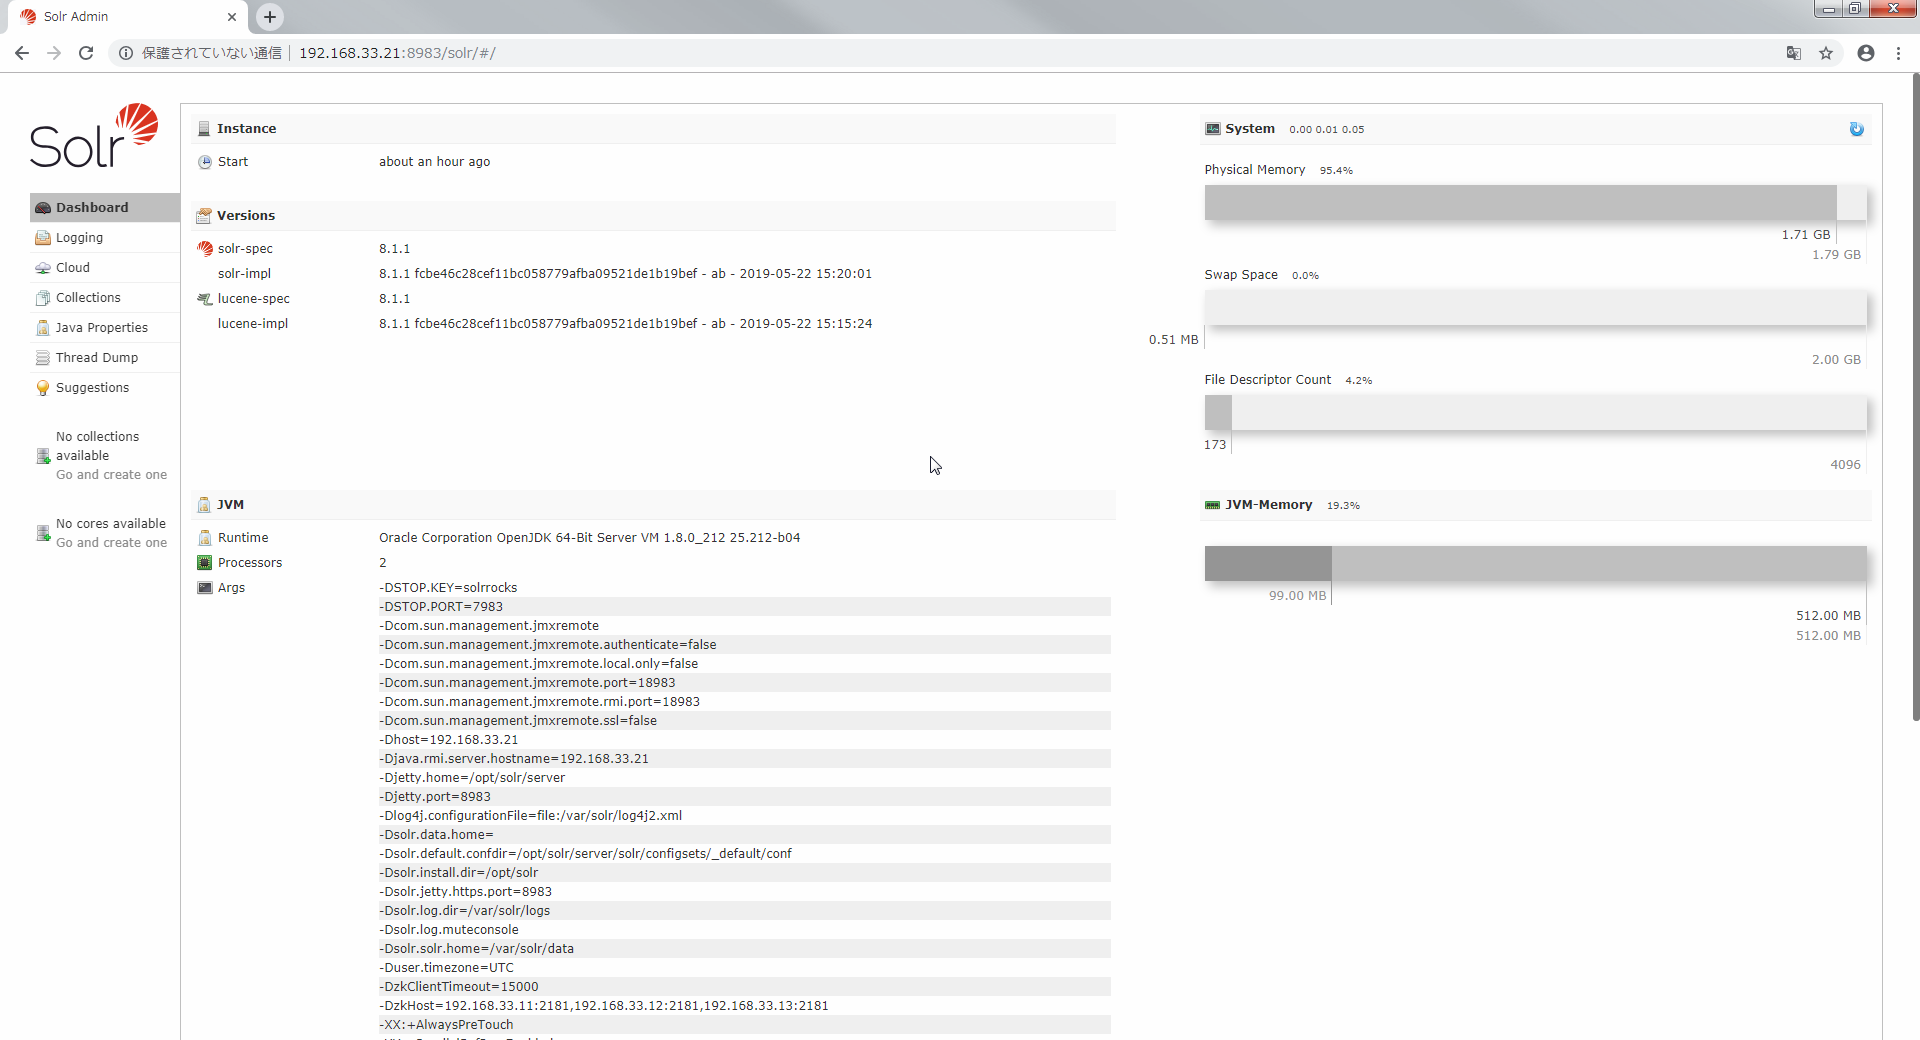 Solr Admin
保護されていない通信 192.168.33.21:8983/solr/#/
Solr
Dashboard
Logging
Cloud
Collections
Java Properties
Thread Dump
Suggestions
No collections
available
Go and create one
No cores available
Go and create one
Instance
Start about an hour ago
Versions
solr-spec 8.1.1
solr-impl 8.1.1 fcbe46c28cef11bc058779afba09521de1b19bef - ab - 2019-05-22 15:20:01
lucene-spec 8.1.1
lucene-impl 8.1.1 fcbe46c28cef11bc058779afba09521de1b19bef - ab - 2019-05-22 15:15:24
JVM
Runtime Oracle Corporation OpenJDK 64-Bit Server VM 1.8.0_212 25.212-b04
Processors 2
Args -DSTOP.KEY=solrrocks
-DSTOP.PORT=7983
-Dcom.sun.management.jmxremote
-Dcom.sun.management.jmxremote.authenticate=false
-Dcom.sun.management.jmxremote.local.only=false
-Dcom.sun.management.jmxremote.port=18983
-Dcom.sun.management.jmxremote.rmi.port=18983
-Dcom.sun.management.jmxremote.ssl=false
-Dhost=192.168.33.21
-Djava.rmi.server.hostname=192.168.33.21
-Djetty.home=/opt/solr/server
-Djetty.port=8983
-Dlog4j.configurationFile=file:/var/solr/log4j2.xml
-Dsolr.data.home=
-Dsolr.default.confdir=/opt/solr/server/solr/configsets/_default/conf
-Dsolr.install.dir=/opt/solr
-Dsolr.jetty.https.port=8983
-Dsolr.log.dir=/var/solr/logs
-Dsolr.log.muteconsole
-Dsolr.solr.home=/var/solr/data
-Duser.timezone=UTC
-DzkClientTimeout=15000
-DzkHost=192.168.33.11:2181,192.168.33.12:2181,192.168.33.13:2181
-XX:+AlwaysPreTouch
System 0.00 0.01 0.05
Physical Memory 95.4%
1.71 GB
1.79 GB
Swap Space 0.0%
0.51 MB
2.00 GB
File Descriptor Count 4.2%
173
4096
JVM-Memory 19.3%
99.00 MB
512.00 MB
512.00 MB